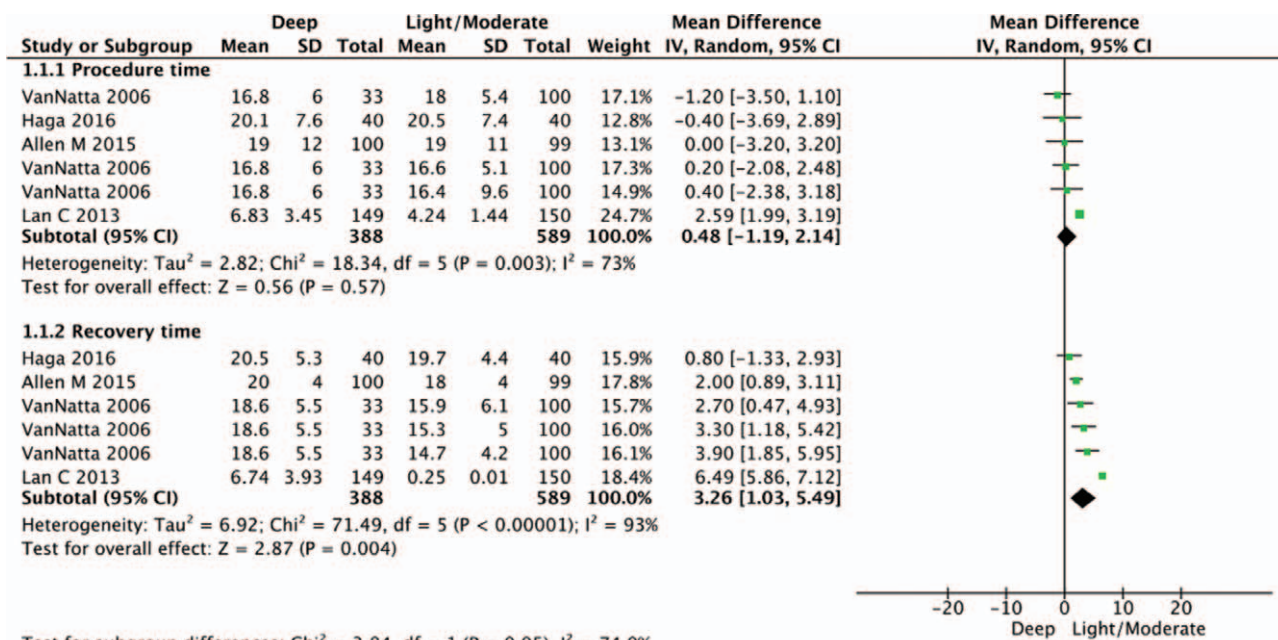 Deep Light/Moderate Mean Difference Mean Difference
Study or Subgroup Mean SD Total Mean SD Total Weight IV, Random, 95% CI IV, Random, 95% CI
1.1.1 Procedure time
VanNatta 2006 16.8 6 33 18 5.4 100 17.1% −1.20 [−3.50, 1.10]
Haga 2016 20.1 7.6 40 20.5 7.4 40 12.8% −0.40 [−3.69, 2.89]
Allen M 2015 19 12 100 19 11 99 13.1% 0.00 [−3.20, 3.20]
VanNatta 2006 16.8 6 33 16.6 5.1 100 17.3% 0.20 [−2.08, 2.48]
VanNatta 2006 16.8 6 33 16.4 9.6 100 14.9% 0.40 [−2.38, 3.18]
Lan C 2013 6.83 3.45 149 4.24 1.44 150 24.7% 2.59 [1.99, 3.19]
Subtotal (95% CI) 388 589 100.0% 0.48 [−1.19, 2.14]
Heterogeneity: Tau² = 2.82; Chi² = 18.34, df = 5 (P = 0.003); I² = 73%
Test for overall effect: Z = 0.56 (P = 0.57)
1.1.2 Recovery time
Haga 2016 20.5 5.3 40 19.7 4.4 40 15.9% 0.80 [−1.33, 2.93]
Allen M 2015 20 4 100 18 4 99 17.8% 2.00 [0.89, 3.11]
VanNatta 2006 18.6 5.5 33 15.9 6.1 100 15.7% 2.70 [0.47, 4.93]
VanNatta 2006 18.6 5.5 33 15.3 5 100 16.0% 3.30 [1.18, 5.42]
VanNatta 2006 18.6 5.5 33 14.7 4.2 100 16.1% 3.90 [1.85, 5.95]
Lan C 2013 6.74 3.93 149 0.25 0.01 150 18.4% 6.49 [5.86, 7.12]
Subtotal (95% CI) 388 589 100.0% 3.26 [1.03, 5.49]
Heterogeneity: Tau² = 6.92; Chi² = 71.49, df = 5 (P < 0.00001); I² = 93%
Test for overall effect: Z = 2.87 (P = 0.004)
−20 −10 0 10 20
Deep Light/Moderate